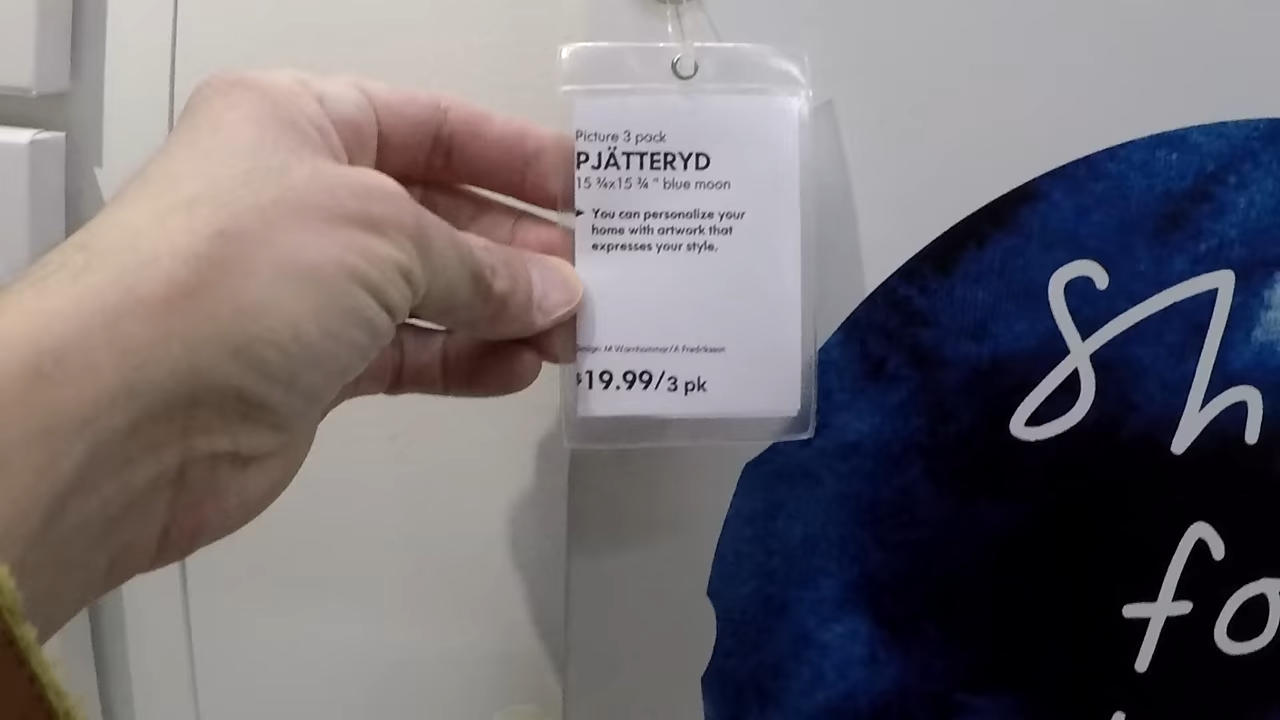 Picture 3 pack
PJÄTTERYD
15 ¾x15 ¾ " blue moon
► You can personalize your
home with artwork that
expresses your style.
Design: M Warnhammar/A Fredriksson
$19.99/3 pk
Sh
fo